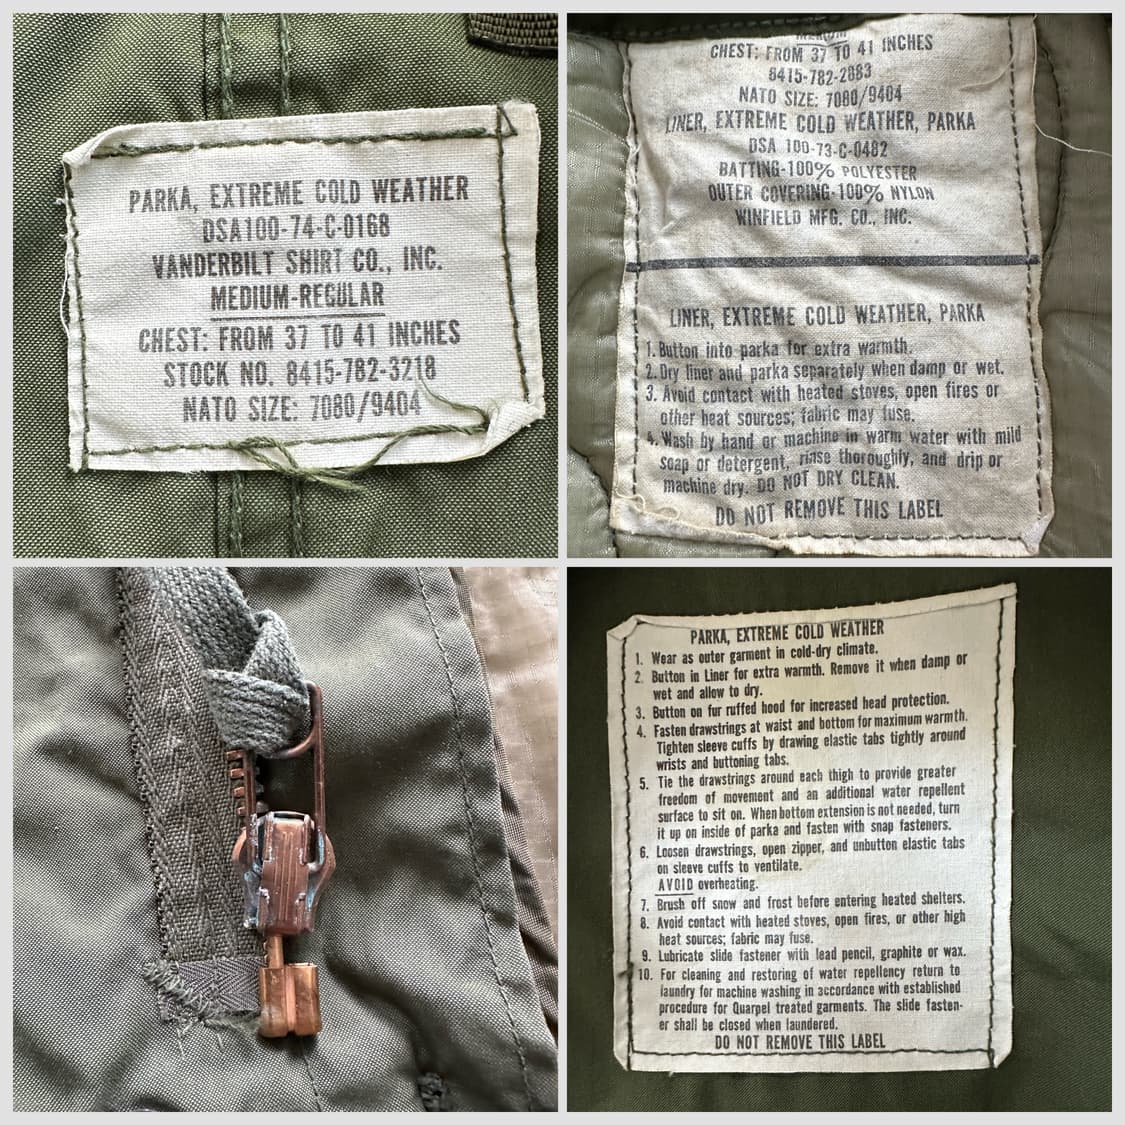 PARKA, EXTREME COLD WEATHER
DSA100-74-C-0168
VANDERBILT SHIRT CO., INC.
MEDIUM-REGULAR
CHEST: FROM 37 TO 41 INCHES
STOCK NO. 8415-782-3218
NATO SIZE: 7080/9404
MEDIUM
CHEST: FROM 37 TO 41 INCHES
8415-782-2883
NATO SIZE: 7080/9404
LINER, EXTREME COLD WEATHER, PARKA
DSA 100-73-C-0482
BATTING-100% POLYESTER
OUTER COVERING-100% NYLON
WINFIELD MFG. CO., INC.
LINER, EXTREME COLD WEATHER, PARKA
1. Button into parka for extra warmth.
2. Dry liner and parka separately when damp or wet.
3. Avoid contact with heated stoves, open fires or
other heat sources; fabric may fuse.
4. Wash by hand or machine in warm water with mild
soap or detergent, rinse thoroughly, and drip or
machine dry. DO NOT DRY CLEAN.
DO NOT REMOVE THIS LABEL
PARKA, EXTREME COLD WEATHER
1. Wear as outer garment in cold-dry climate.
2. Button in Liner for extra warmth. Remove it when damp or
wet and allow to dry.
3. Button on fur ruffed hood for increased head protection.
4. Fasten drawstrings at waist and bottom for maximum warmth.
Tighten sleeve cuffs by drawing elastic tabs tightly around
wrists and buttoning tabs.
5. Tie the drawstrings around each thigh to provide greater
freedom of movement and an additional water repellent
surface to sit on. When bottom extension is not needed, turn
it up on inside of parka and fasten with snap fasteners.
6. Loosen drawstrings, open zipper, and unbutton elastic tabs
on sleeve cuffs to ventilate.
AVOID overheating.
7. Brush off snow and frost before entering heated shelters.
8. Avoid contact with heated stoves, open fires, or other high
heat sources; fabric may fuse.
9. Lubricate slide fastener with lead pencil, graphite or wax.
10. For cleaning and restoring of water repellency return to
laundry for machine washing in accordance with established
procedure for Quarpel treated garments. The slide fasten-
er shall be closed when laundered.
DO NOT REMOVE THIS LABEL